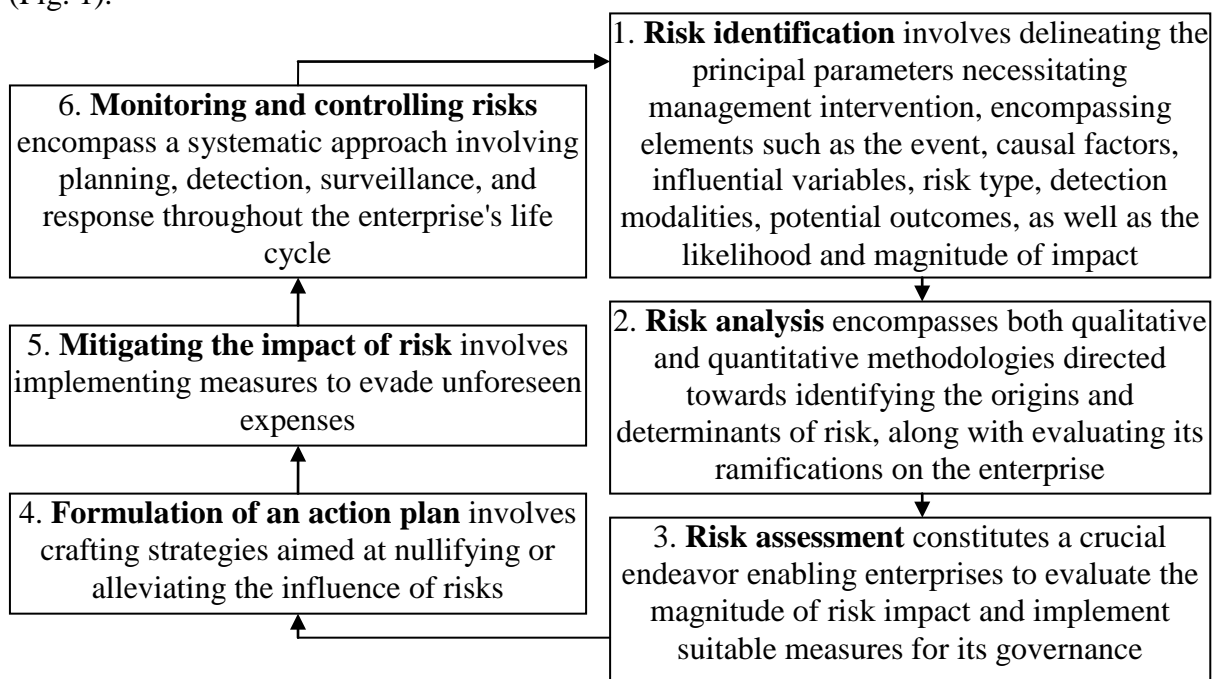 (Fig. 1).
1. Risk identification involves delineating the
principal parameters necessitating
management intervention, encompassing
elements such as the event, causal factors,
influential variables, risk type, detection
modalities, potential outcomes, as well as the
likelihood and magnitude of impact
2. Risk analysis encompasses both qualitative
and quantitative methodologies directed
towards identifying the origins and
determinants of risk, along with evaluating its
ramifications on the enterprise
3. Risk assessment constitutes a crucial
endeavor enabling enterprises to evaluate the
magnitude of risk impact and implement
suitable measures for its governance
4. Formulation of an action plan involves
crafting strategies aimed at nullifying or
alleviating the influence of risks
5. Mitigating the impact of risk involves
implementing measures to evade unforeseen
expenses
6. Monitoring and controlling risks
encompass a systematic approach involving
planning, detection, surveillance, and
response throughout the enterprise's life
cycle